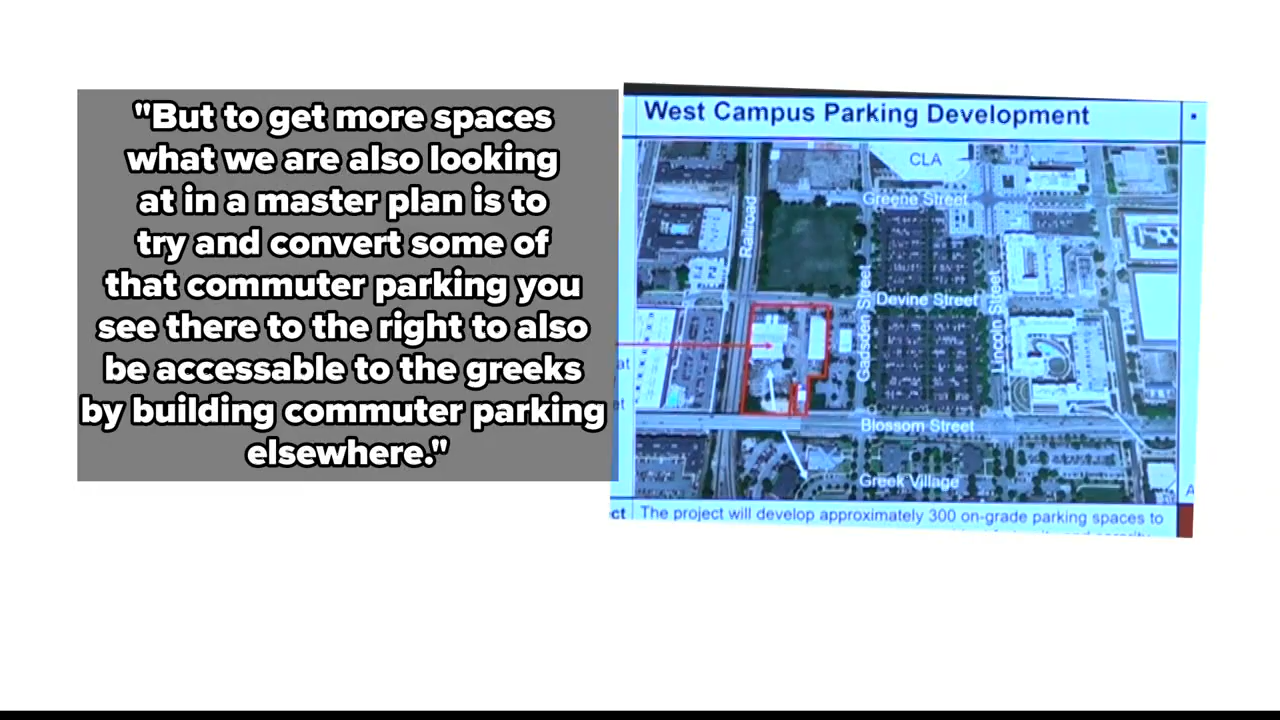 "But to get more spaces
what we are also looking
at in a master plan is to
try and convert some of
that commuter parking you
see there to the right to also
be accessable to the greeks
by building commuter parking
elsewhere."
West Campus Parking Development
CLA
Greene Street
Railroad
Devine Street
Gadsden Street
Lincoln Street
Blossom Street
Greek Village
at
et
A
ct
The project will develop approximately 300 on-grade parking spaces to